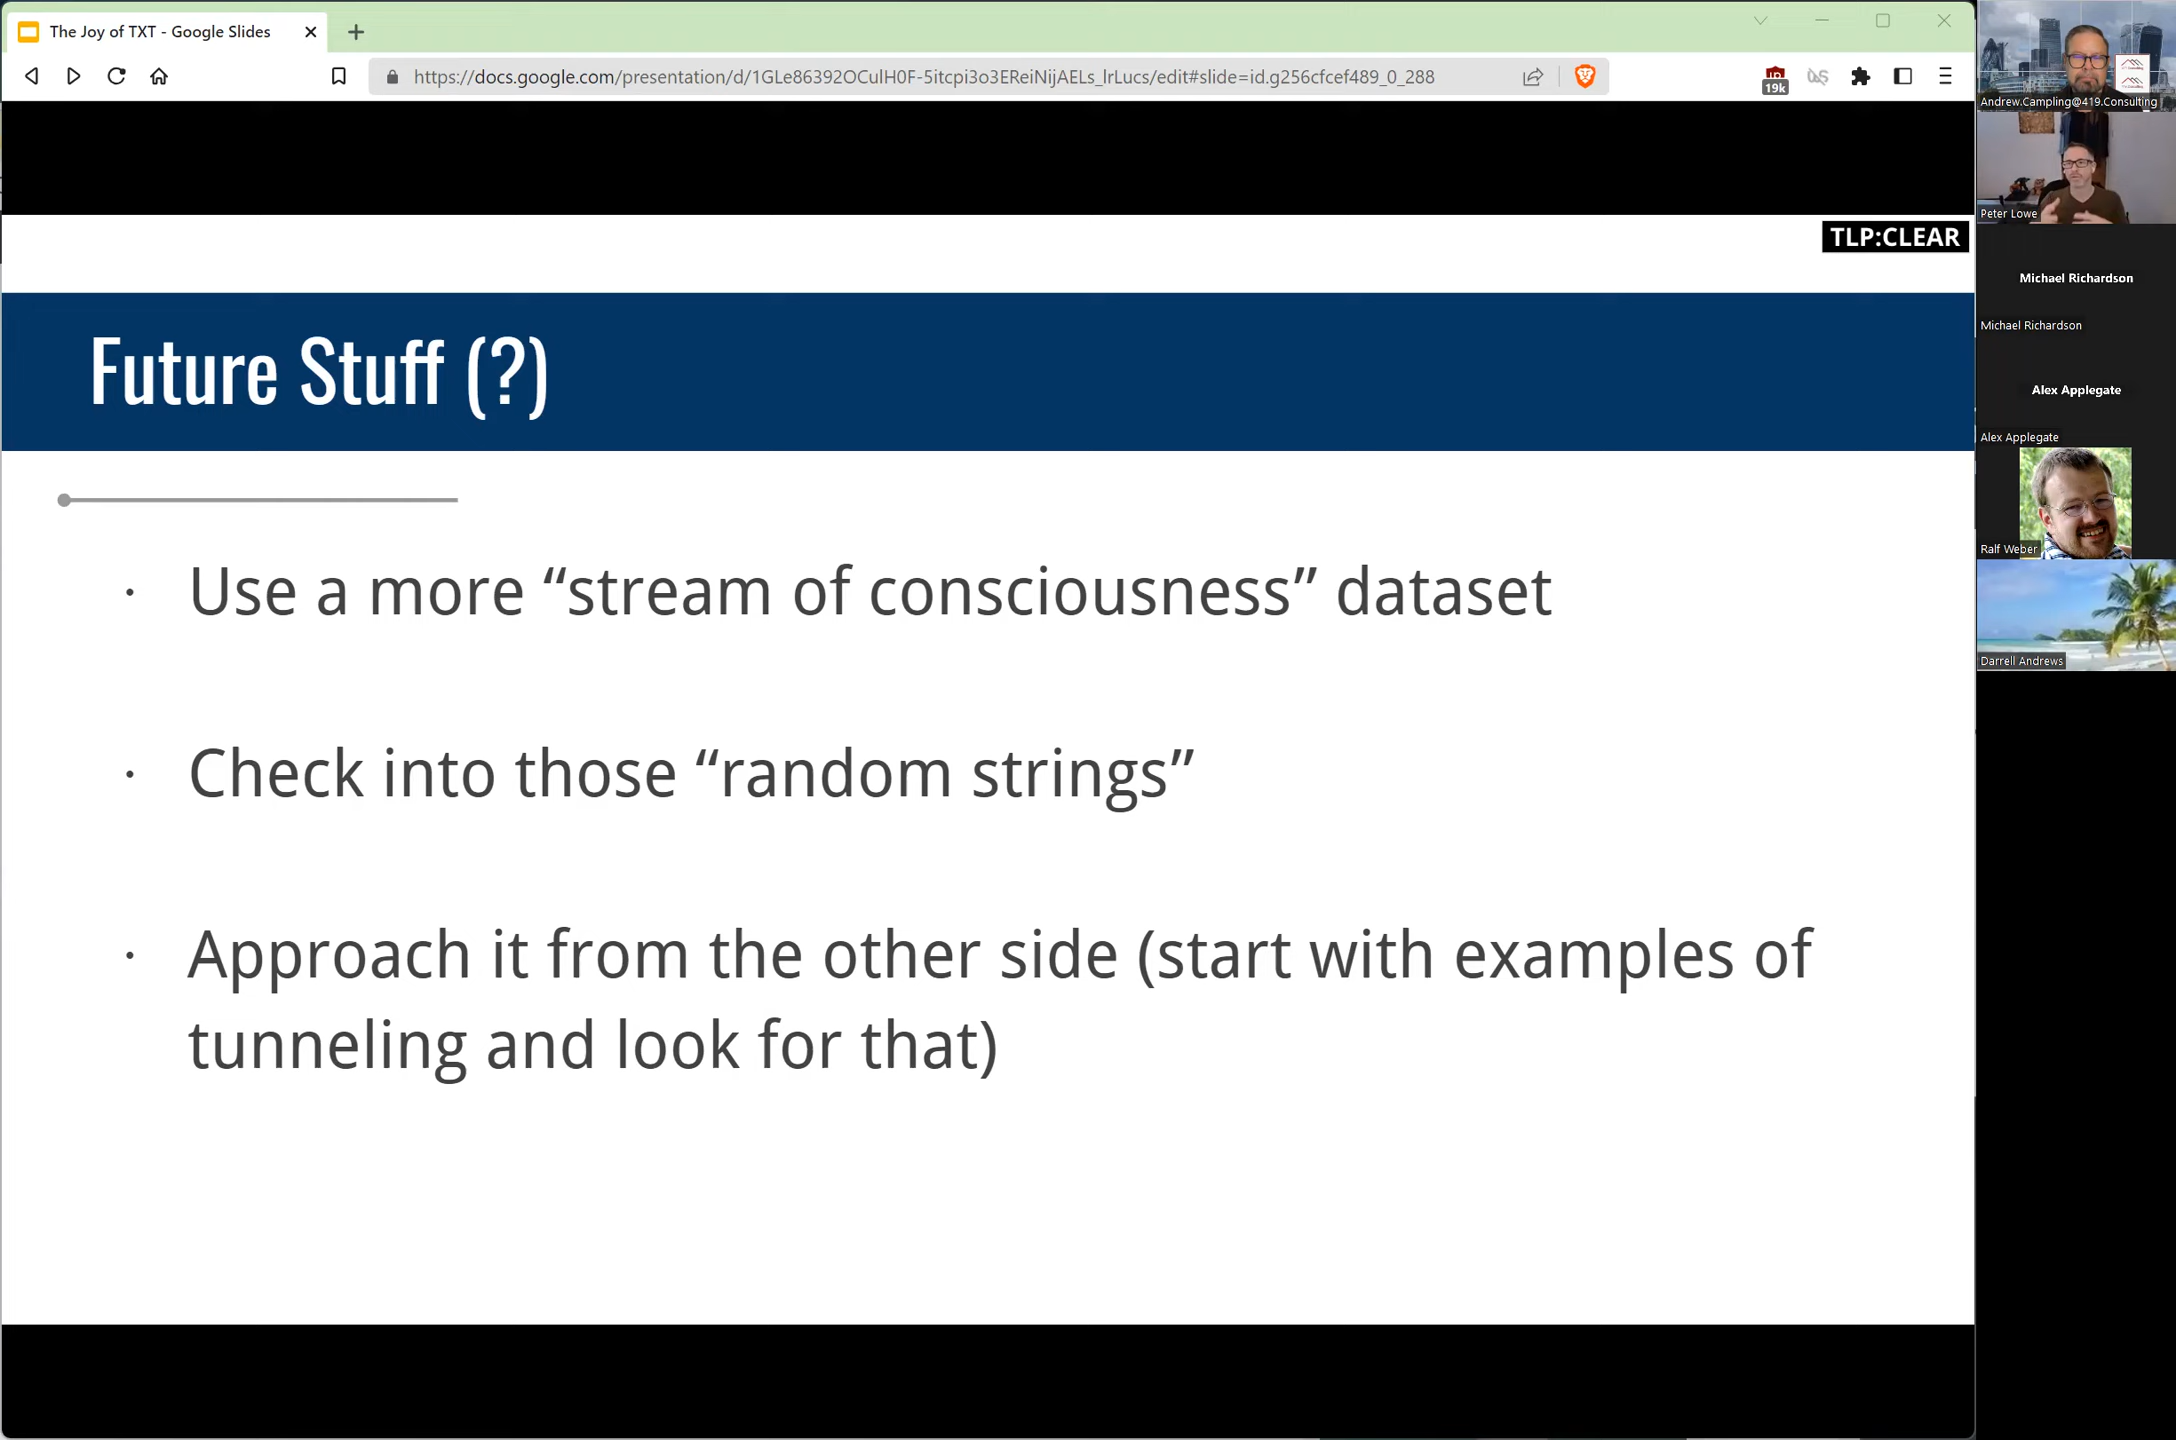 The Joy of TXT - Google Slides
https://docs.google.com/presentation/d/1GLe86392OCulH0F-5itcpi3o3EReiNijAELs_lrLucs/edit#slide=id.g256cfcef489_0_288
19k
TLP:CLEAR
Future Stuff (?)
· Use a more “stream of consciousness” dataset
· Check into those “random strings”
· Approach it from the other side (start with examples of
tunneling and look for that)
Andrew.Campling@419.Consulting
Peter Lowe
Michael Richardson
Michael Richardson
Alex Applegate
Alex Applegate
Ralf Weber
Darrell Andrews